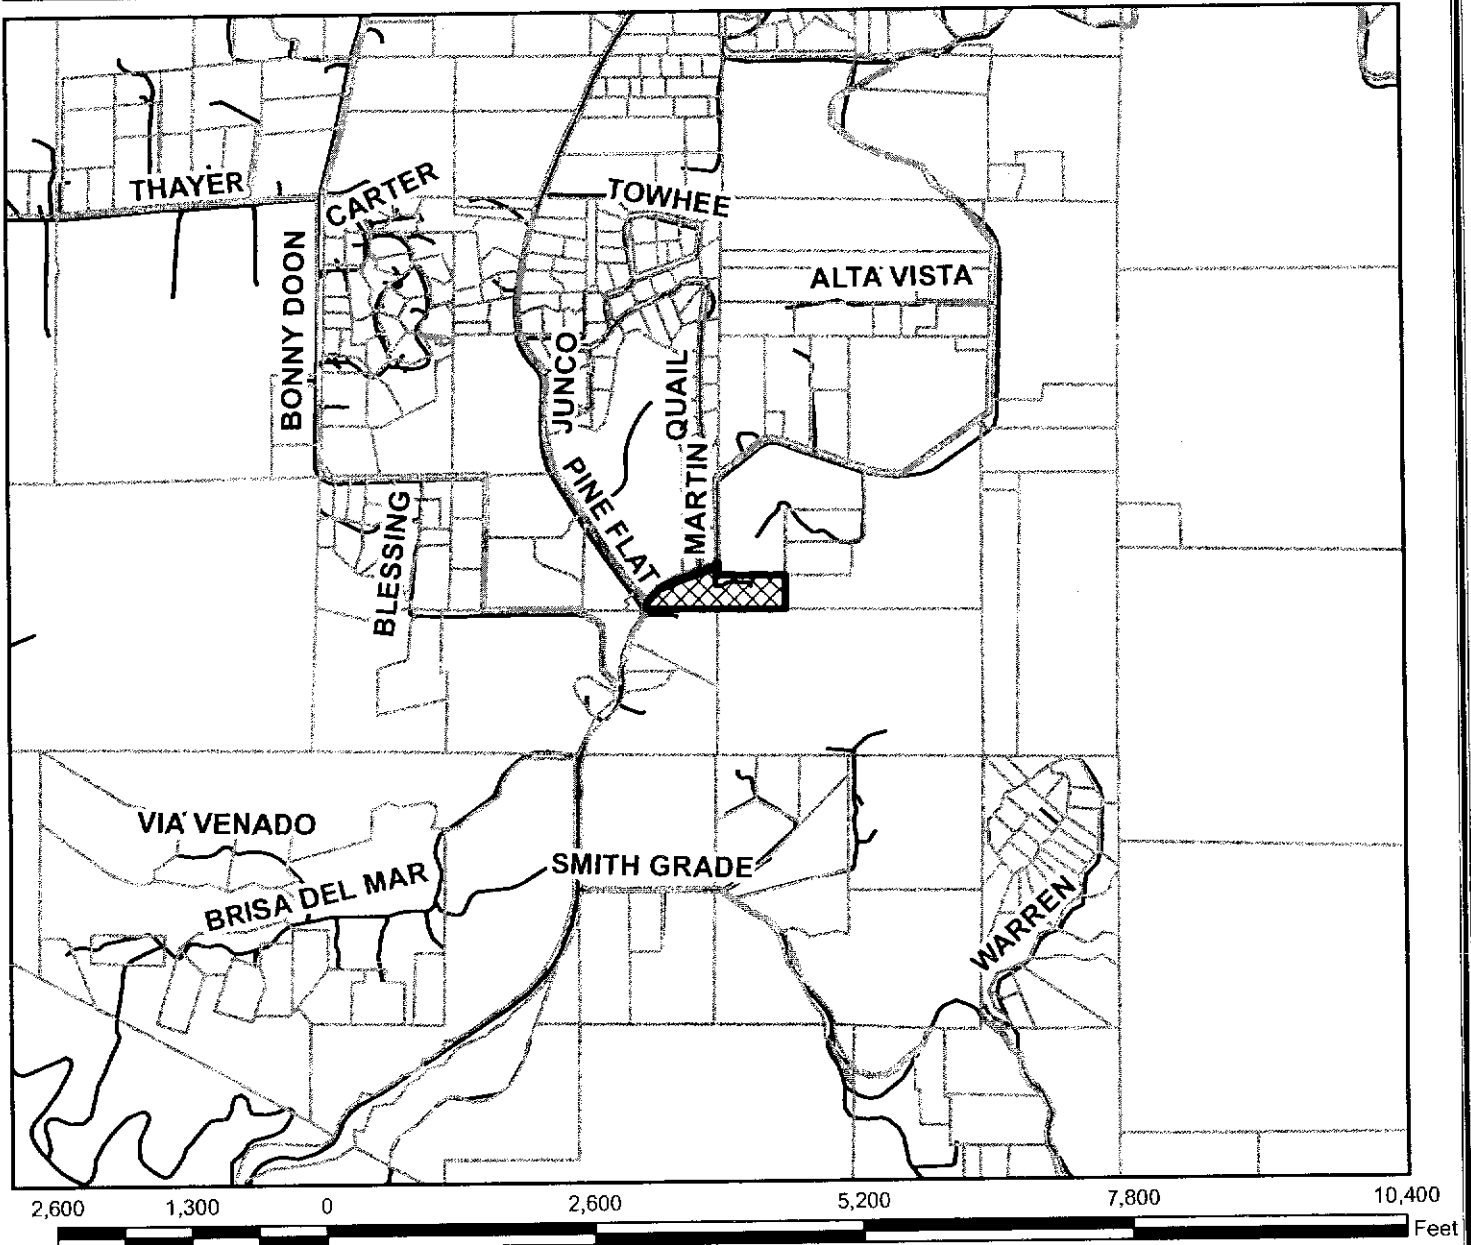 THAYER
CARTER
TOWHEE
BONNY DOON
ALTA VISTA
JUNCO
QUAIL
PINE FLAT
MARTIN
BLESSING
VIA VENADO
BRISA DEL MAR
SMITH GRADE
WARREN
2,600 1,300 0 2,600 5,200 7,800 10,400
Feet